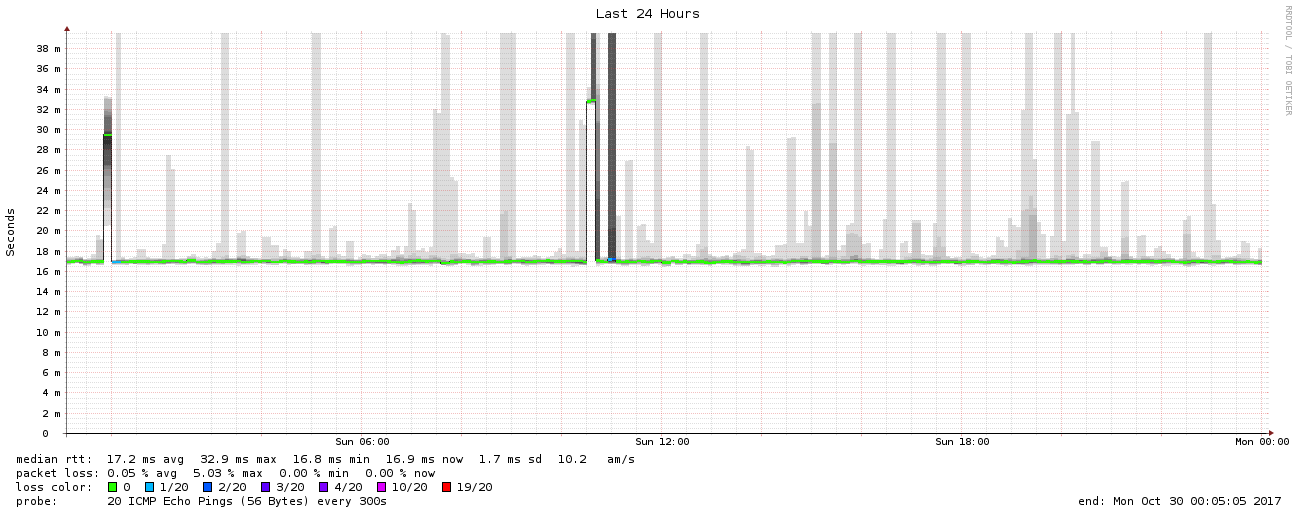 Last 24 Hours
RRDTOOL / TOBI OETIKER
Seconds
38 m
36 m
34 m
32 m
30 m
28 m
26 m
24 m
22 m
20 m
18 m
16 m
14 m
12 m
10 m
8 m
6 m
4 m
2 m
0
Sun 06:00 Sun 12:00 Sun 18:00 Mon 00:00
median rtt: 17.2 ms avg 32.9 ms max 16.8 ms min 16.9 ms now 1.7 ms sd 10.2 am/s
packet loss: 0.05 % avg 5.03 % max 0.00 % min 0.00 % now
loss color: 0 1/20 2/20 3/20 4/20 10/20 19/20
probe: 20 ICMP Echo Pings (56 Bytes) every 300s end: Mon Oct 30 00:05:05 2017